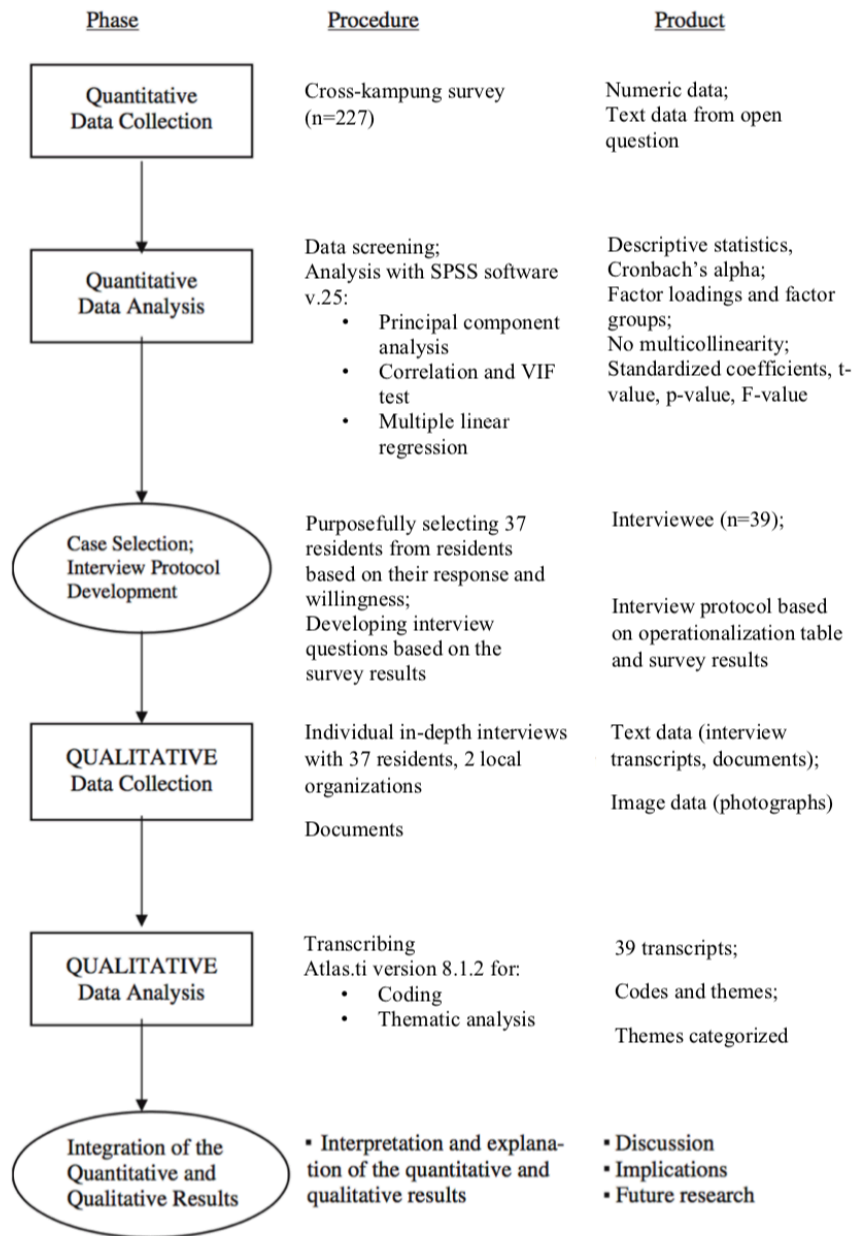 Phase
Procedure
Product
Quantitative
Data Collection
Cross-kampung survey
(n=227)
Numeric data;
Text data from open
question
Quantitative
Data Analysis
Data screening;
Analysis with SPSS software
v.25:
• Principal component
analysis
• Correlation and VIF
test
• Multiple linear
regression
Descriptive statistics,
Cronbach's alpha;
Factor loadings and factor
groups;
No multicollinearity;
Standardized coefficients, t-
value, p-value, F-value
Case Selection;
Interview Protocol
Development
Purposefully selecting 37
residents from residents
based on their response and
willingness;
Developing interview
questions based on the
survey results
Interviewee (n=39);
Interview protocol based
on operationalization table
and survey results
QUALITATIVE
Data Collection
Individual in-depth interviews
with 37 residents, 2 local
organizations
Documents
Text data (interview
transcripts, documents);
Image data (photographs)
QUALITATIVE
Data Analysis
Transcribing
Atlas.ti version 8.1.2 for:
• Coding
• Thematic analysis
39 transcripts;
Codes and themes;
Themes categorized
Integration of the
Quantitative and
Qualitative Results
▪ Interpretation and explana-
tion of the quantitative and
qualitative results
▪ Discussion
▪ Implications
▪ Future research